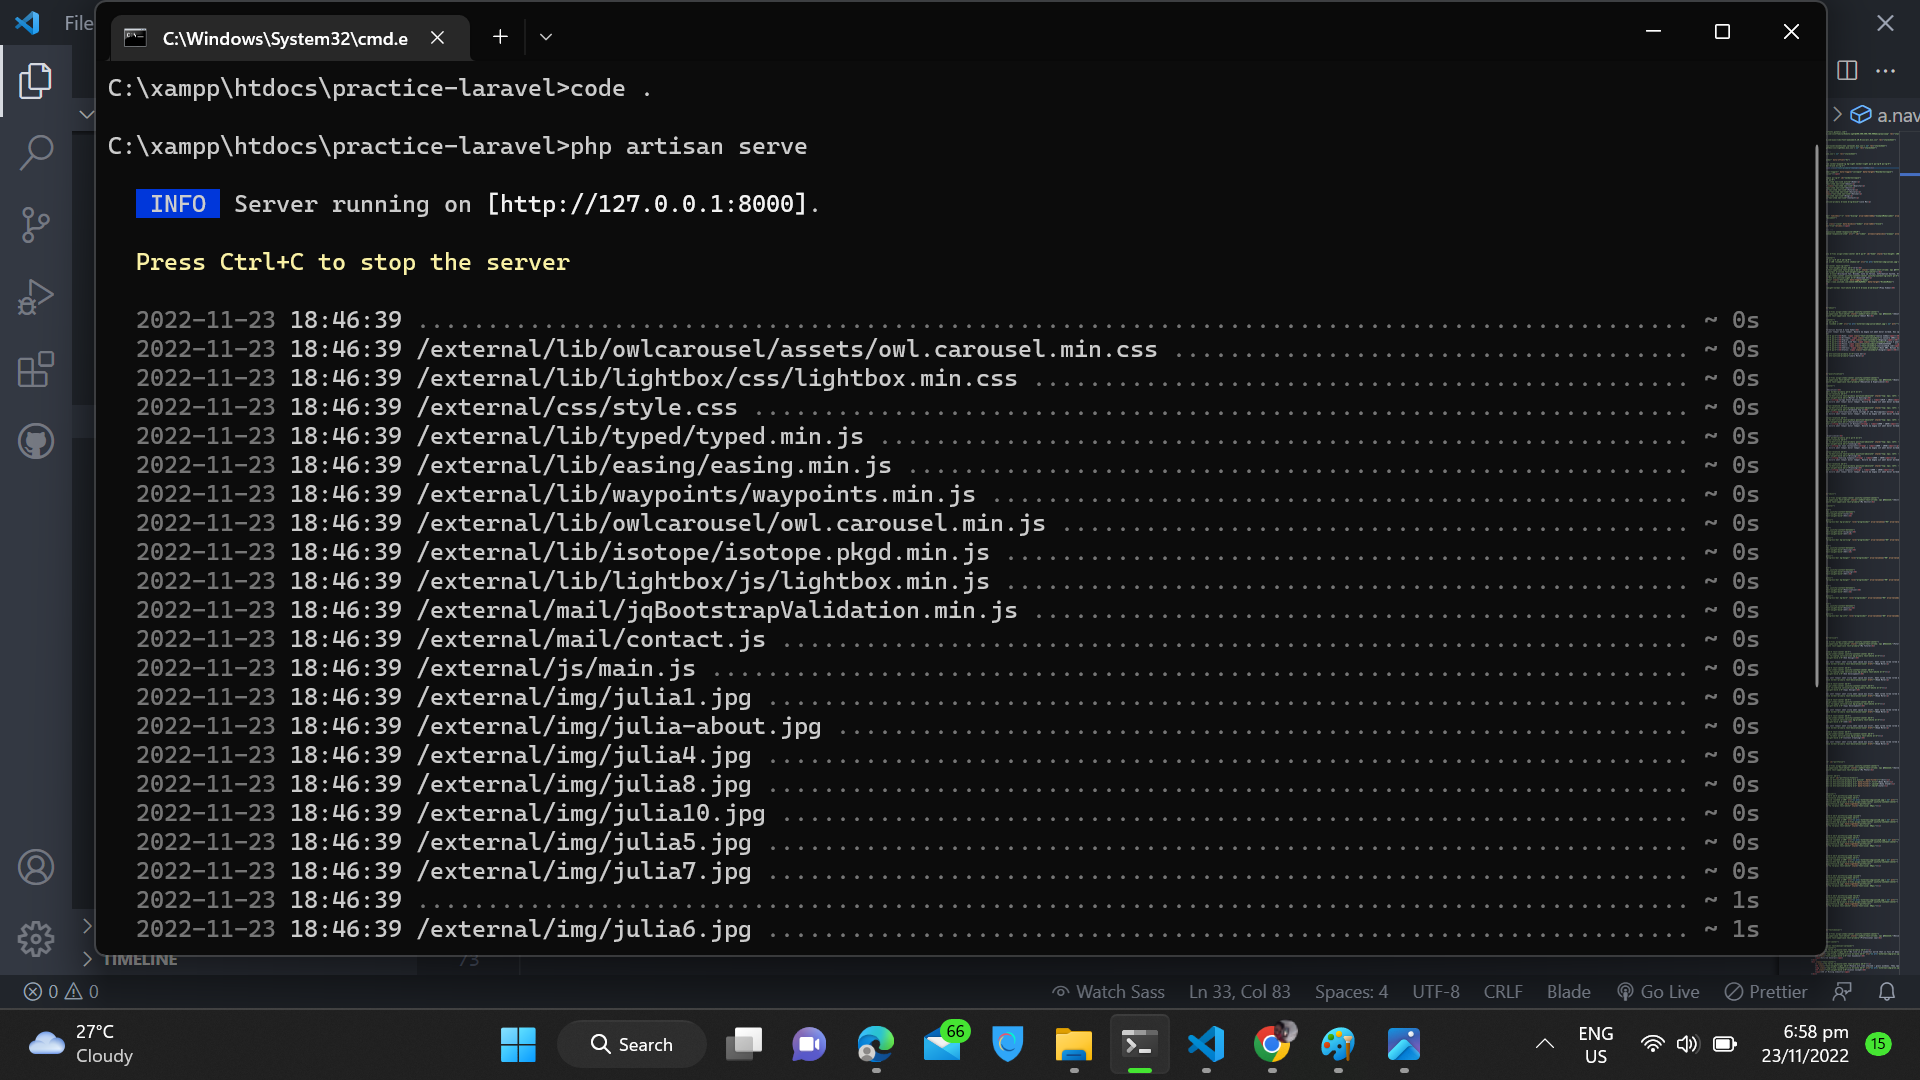 File
C:\Windows\System32\cmd.e
C:\xampp\htdocs\practice-laravel>code .
a.nav
C:\xampp\htdocs\practice-laravel>php artisan serve
INFO Server running on [http://127.0.0.1:8000].
Press Ctrl+C to stop the server
2022-11-23 18:46:39 ........................................................................................... ~ 0s
2022-11-23 18:46:39 /external/lib/owlcarousel/assets/owl.carousel.min.css ...................................... ~ 0s
2022-11-23 18:46:39 /external/lib/lightbox/css/lightbox.min.css ............................................... ~ 0s
2022-11-23 18:46:39 /external/css/style.css ................................................................... ~ 0s
2022-11-23 18:46:39 /external/lib/typed/typed.min.js .......................................................... ~ 0s
2022-11-23 18:46:39 /external/lib/easing/easing.min.js ........................................................ ~ 0s
2022-11-23 18:46:39 /external/lib/waypoints/waypoints.min.js .................................................. ~ 0s
2022-11-23 18:46:39 /external/lib/owlcarousel/owl.carousel.min.js ............................................. ~ 0s
2022-11-23 18:46:39 /external/lib/isotope/isotope.pkgd.min.js ................................................. ~ 0s
2022-11-23 18:46:39 /external/lib/lightbox/js/lightbox.min.js ................................................. ~ 0s
2022-11-23 18:46:39 /external/mail/jqBootstrapValidation.min.js ............................................... ~ 0s
2022-11-23 18:46:39 /external/mail/contact.js ................................................................. ~ 0s
2022-11-23 18:46:39 /external/js/main.js ...................................................................... ~ 0s
2022-11-23 18:46:39 /external/img/julia1.jpg .................................................................. ~ 0s
2022-11-23 18:46:39 /external/img/julia-about.jpg ............................................................. ~ 0s
2022-11-23 18:46:39 /external/img/julia4.jpg .................................................................. ~ 0s
2022-11-23 18:46:39 /external/img/julia8.jpg .................................................................. ~ 0s
2022-11-23 18:46:39 /external/img/julia10.jpg ................................................................. ~ 0s
2022-11-23 18:46:39 /external/img/julia5.jpg .................................................................. ~ 0s
2022-11-23 18:46:39 /external/img/julia7.jpg .................................................................. ~ 0s
2022-11-23 18:46:39 ........................................................................................... ~ 1s
2022-11-23 18:46:39 /external/img/julia6.jpg .................................................................. ~ 1s
TIMELINE
73
0 0 Watch Sass Ln 33, Col 83 Spaces: 4 UTF-8 CRLF Blade Go Live Prettier
27°C
Cloudy
Search
66
ENG
US
6:58 pm
23/11/2022
15